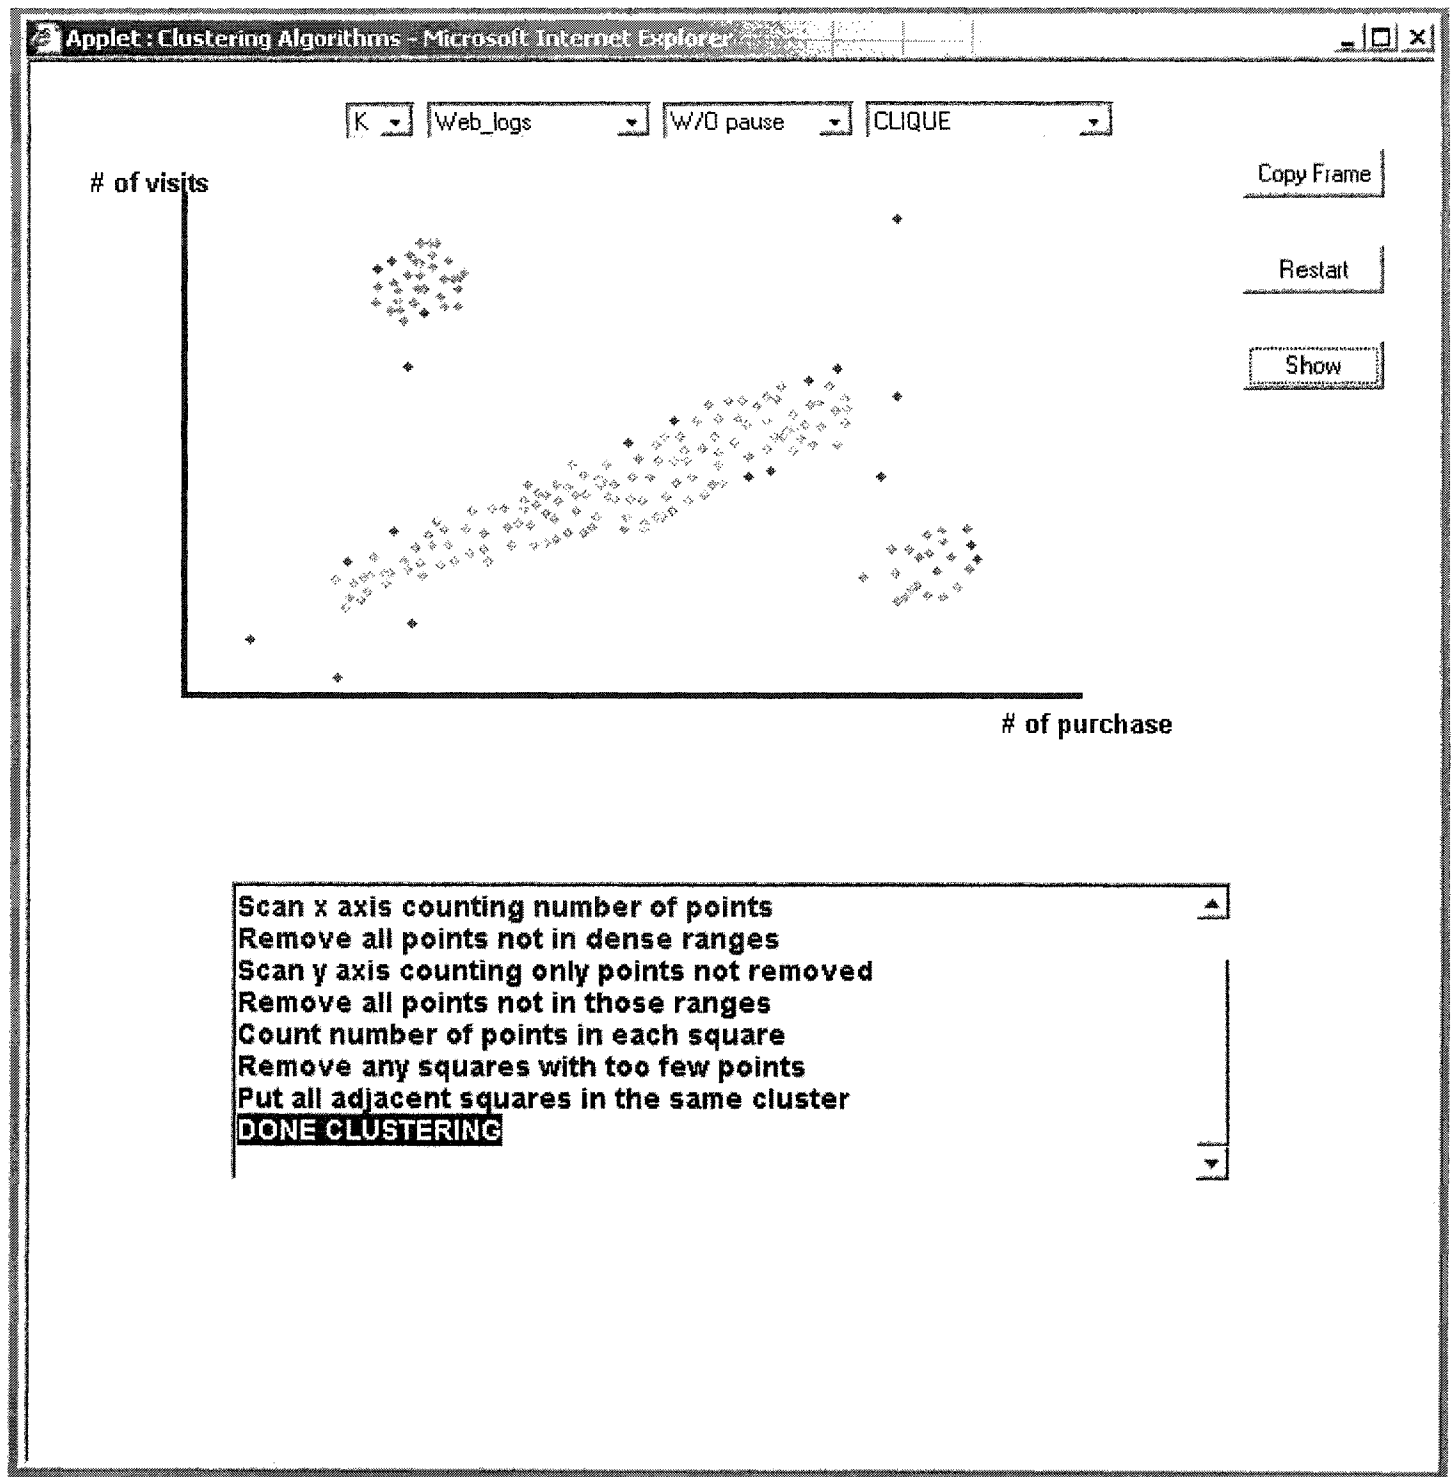 Applet : Clustering Algorithms - Microsoft Internet Explorer
K Web_logs W/O pause CLIQUE
Copy Frame
# of visits
Restart
Show
# of purchase
Scan x axis counting number of points
Remove all points not in dense ranges
Scan y axis counting only points not removed
Remove all points not in those ranges
Count number of points in each square
Remove any squares with too few points
Put all adjacent squares in the same cluster
DONE CLUSTERING